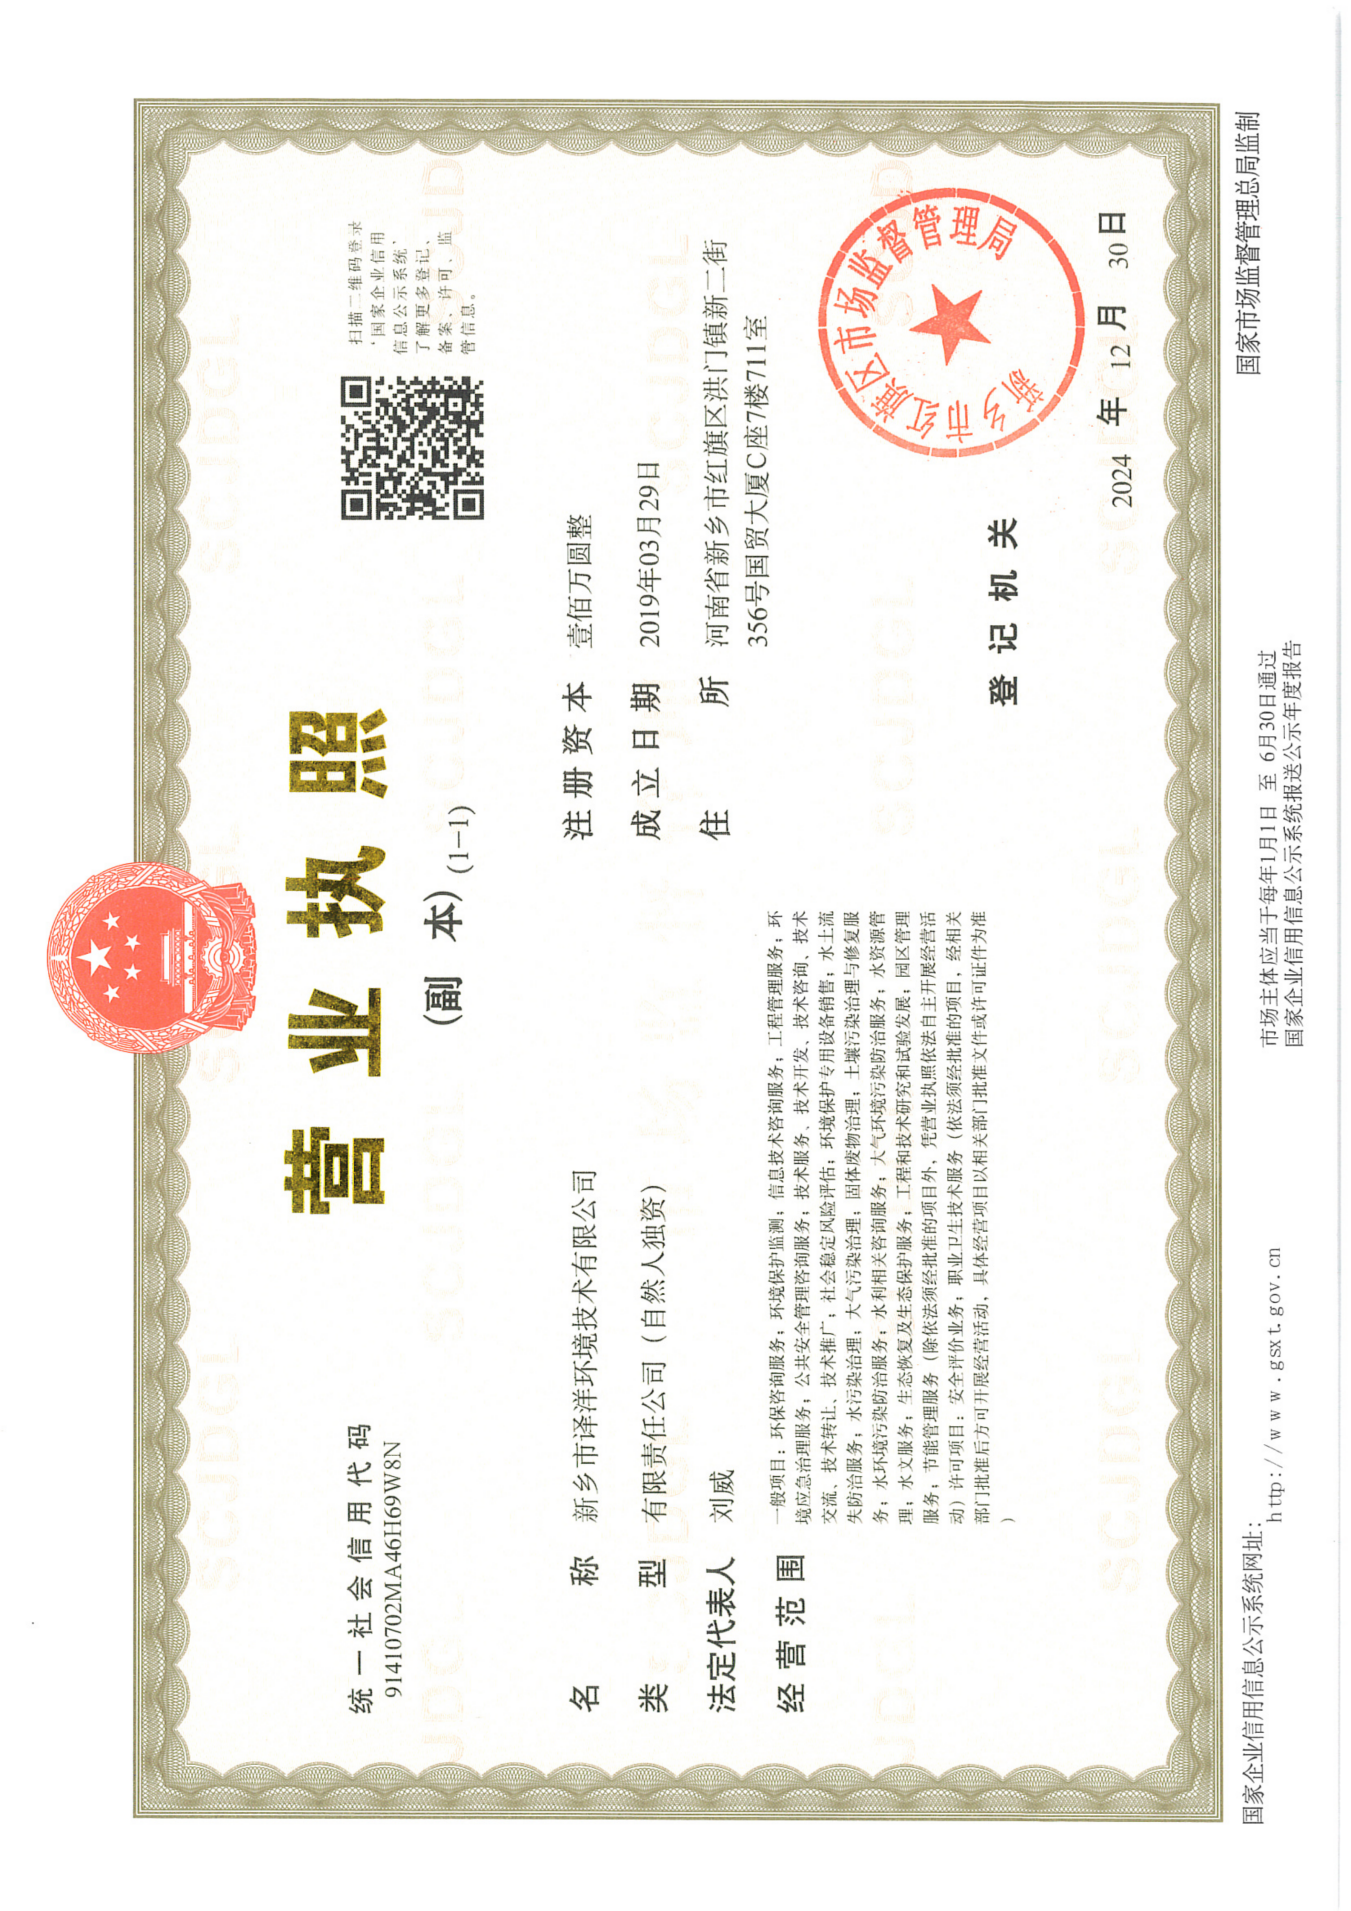 统一社会信用代码
91410702MA46H69W8N
营业执照
(副 本) (1-1)
扫描二维码登录
‘国家企业信用
信息公示系统’
了解更多登记、
备案、许可、监
管信息。
名 称 新乡市译洋环境技术有限公司
类 型 有限责任公司（自然人独资）
法定代表人 刘威
经营范围 一般项目：环保咨询服务；环境保护监测；信息技术咨询服务；工程管理服务；环
境应急治理服务；公共安全管理咨询服务；技术服务、技术开发、技术咨询、技术
交流、技术转让、技术推广；社会稳定风险评估；环境保护专用设备销售；水土流
失防治服务；水污染治理；大气污染治理；固体废物治理；土壤污染治理与修复服
务；水环境污染防治服务；水利相关咨询服务；大气环境污染防治服务；水资源管
理；水文服务；生态恢复及生态保护服务；工程和技术研究和试验发展；园区管理
服务；节能管理服务（除依法须经批准的项目外，凭营业执照依法自主开展经营活
动）许可项目：安全评价业务；职业卫生技术服务（依法须经批准的项目，经相关
部门批准后方可开展经营活动，具体经营项目以相关部门批准文件或许可证件为准
）
注册资本 壹佰万圆整
成立日期 2019年03月29日
住 所 河南省新乡市红旗区洪门镇新二街
356号国贸大厦C座7楼711室
登记机关
新乡市红旗区市场监督管理局
2024 年 12 月 30 日
国家企业信用信息公示系统网址：
http://www.gsxt.gov.cn
市场主体应当于每年1月1日 至 6月30日通过
国家企业信用信息公示系统报送公示年度报告
国家市场监督管理总局监制
SCJDGL